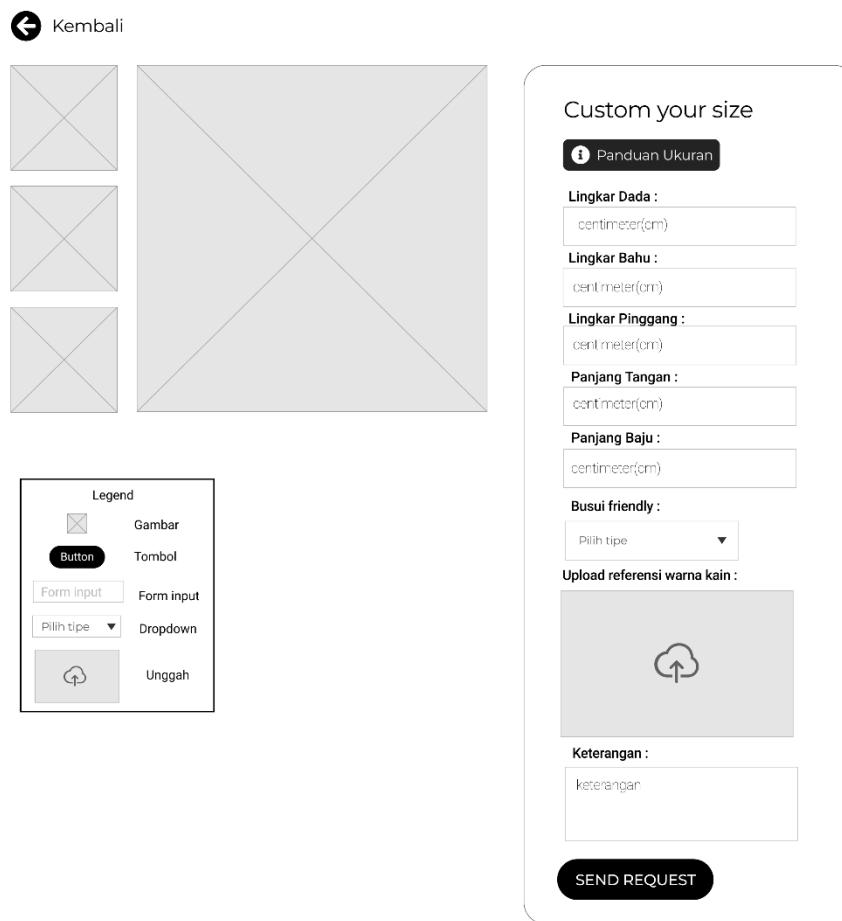 Kembali
Custom your size
Panduan Ukuran
Lingkar Dada :
centimeter(cm)
Lingkar Bahu :
centimeter(cm)
Lingkar Pinggang :
centimeter(cm)
Panjang Tangan :
centimeter(cm)
Panjang Baju :
centimeter(cm)
Busui friendly :
Pilih tipe
Upload referensi warna kain :
Keterangan :
keterangan
SEND REQUEST
Legend
Gambar
Button Tombol
Form input Form input
Pilih tipe Dropdown
Unggah